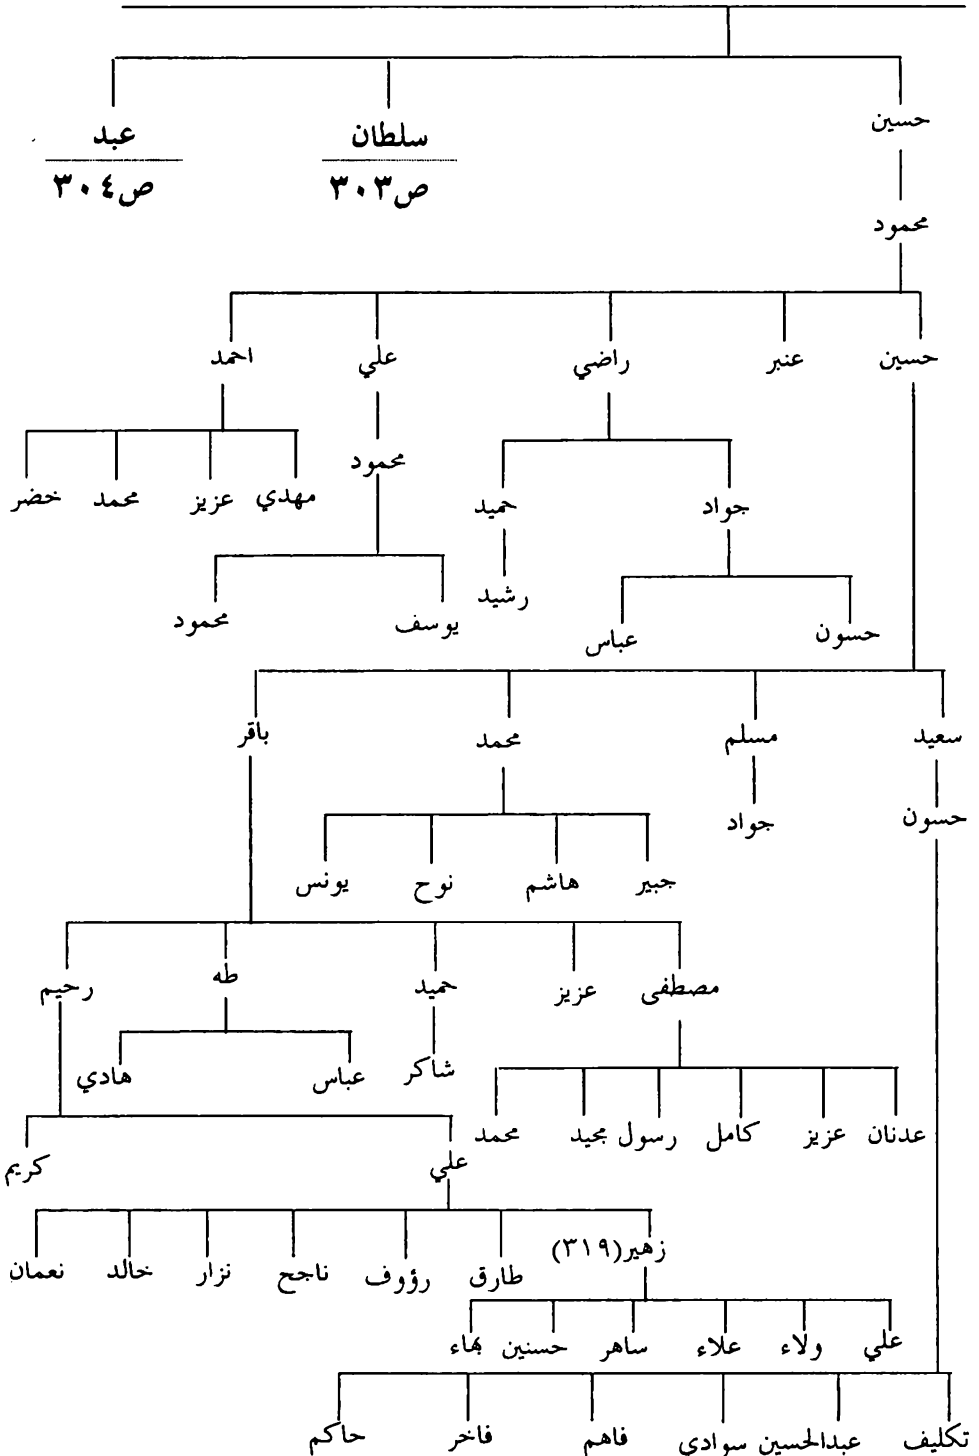 حسين سلطان عبد
ص٣٠٣ ص٣٠٤
محمود
حسين عنبر راضي علي احمد
محمود
مهدي عزيز محمد خضر
جواد حميد
رشيد
يوسف محمود
حسون عباس
سعيد مسلم محمد باقر
حسون جواد
جبير هاشم نوح يونس
مصطفى عزيز حميد طه رحيم
شاكر عباس هادي
عدنان عزيز كامل رسول مجيد محمد
علي كريم
زهير(٣١٩) طارق رؤوف ناجح نزار خالد نعمان
علي ولاء علاء ساهر حسنين بهاء
تكليف عبدالحسين سوادي فاهم فاخر حاكم